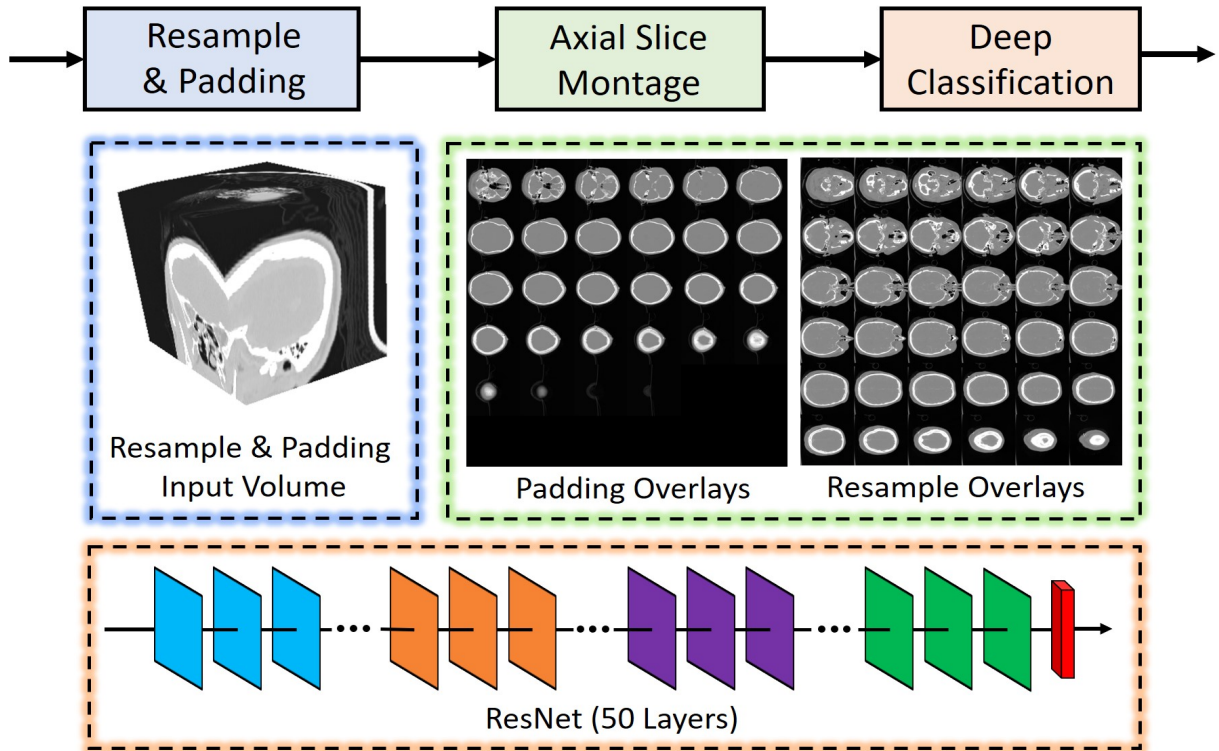 Resample
& Padding
Axial Slice
Montage
Deep
Classification
Resample & Padding
Input Volume
Padding Overlays
Resample Overlays
ResNet (50 Layers)